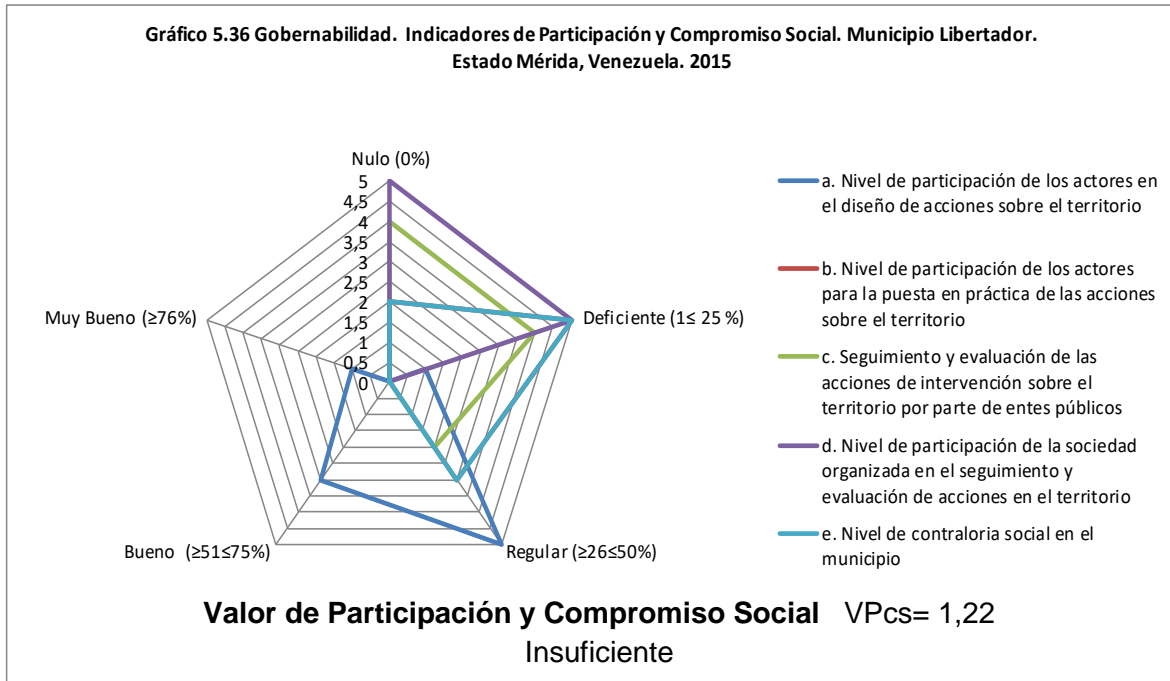 Gráfico 5.36 Gobernabilidad. Indicadores de Participación y Compromiso Social. Municipio Libertador.
Estado Mérida, Venezuela. 2015
Nulo (0%)
5
4,5
4
3,5
3
2,5
2
1,5
1
0,5
0
Muy Bueno (≥76%)
Deficiente (1≤ 25 %)
Bueno (≥51≤75%)
Regular (≥26≤50%)
a. Nivel de participación de los actores en
el diseño de acciones sobre el territorio
b. Nivel de participación de los actores
para la puesta en práctica de las acciones
sobre el territorio
c. Seguimiento y evaluación de las
acciones de intervención sobre el
territorio por parte de entes públicos
d. Nivel de participación de la sociedad
organizada en el seguimiento y
evaluación de acciones en el territorio
e. Nivel de contraloria social en el
municipio
Valor de Participación y Compromiso Social VPcs= 1,22
Insuficiente